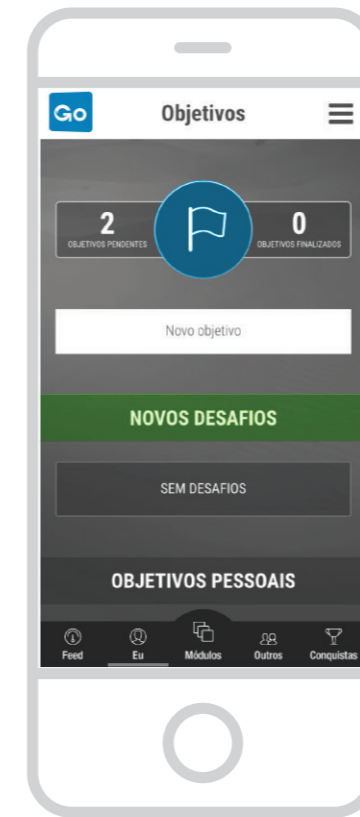 Go
Objetivos
2
OBJETIVOS PENDENTES
0
OBJETIVOS FINALIZADOS
Novo objetivo
NOVOS DESAFIOS
SEM DESAFIOS
OBJETIVOS PESSOAIS
Feed Eu Módulos Outros Conquistas